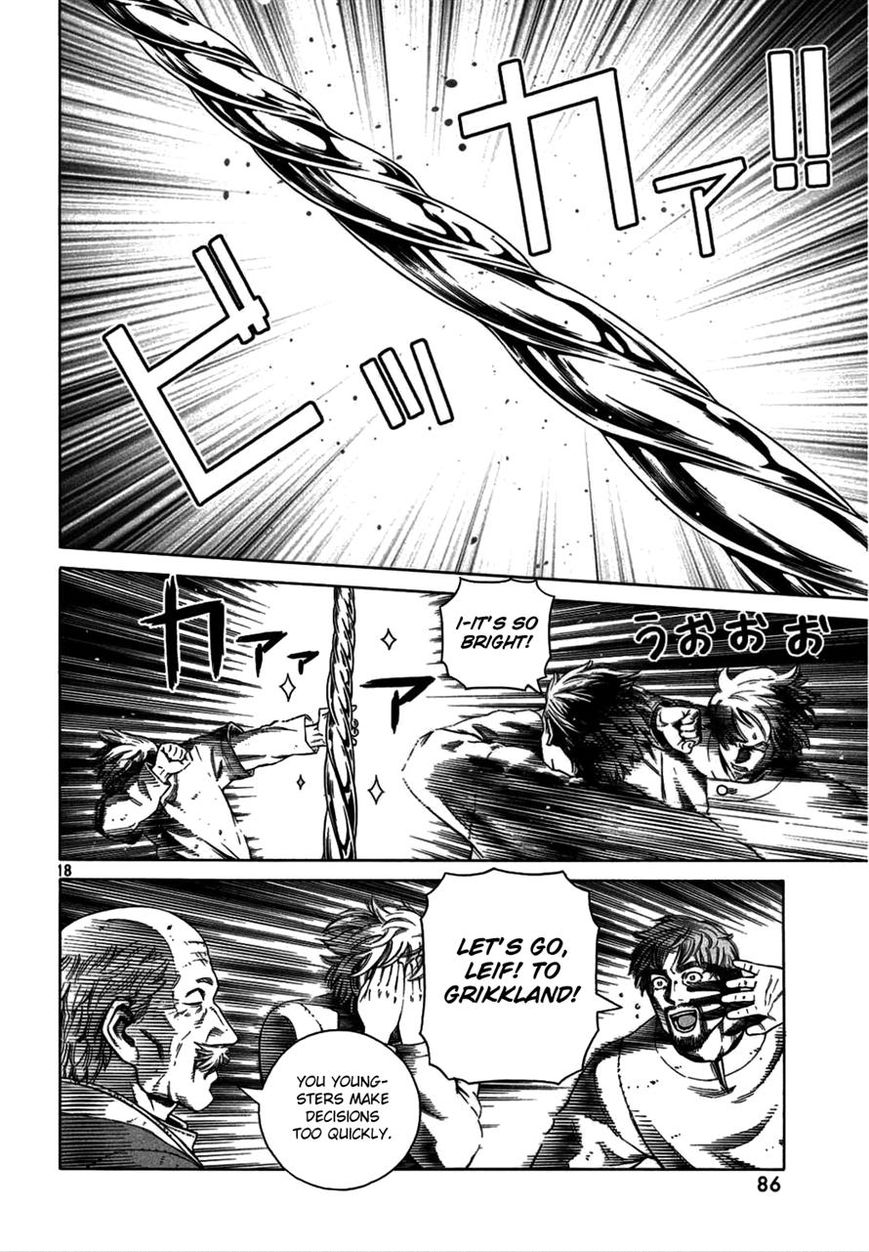 カァ!!
ビッ
I-IT'S SO
BRIGHT!
うおおお
カァァァ
18
LET'S GO,
LEIF! TO
GRIKKLAND!
YOU YOUNG-
STERS MAKE
DECISIONS
TOO QUICKLY.
86